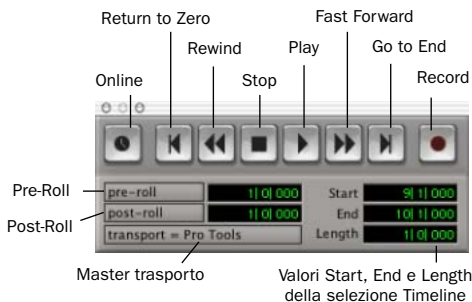 Return to Zero
Fast Forward
Rewind
Play
Go to End
Online
Stop
Record
Pre-Roll
pre-roll
1| 0| 000
Start
9| 1| 000
Post-Roll
post-roll
1| 0| 000
End
10| 1| 000
transport = Pro Tools
Length
1| 0| 000
Master trasporto
Valori Start, End e Length
della selezione Timeline